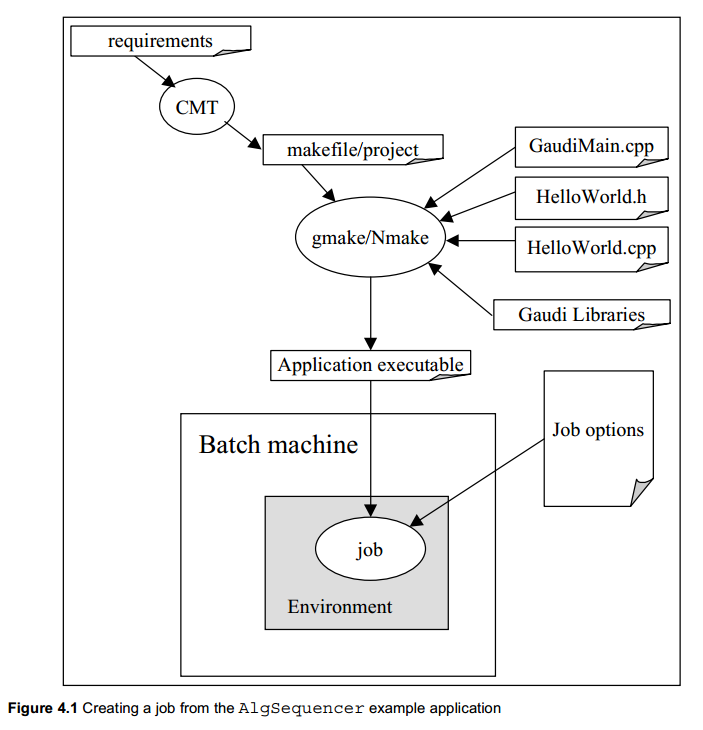 requirements
CMT
makefile/project
GaudiMain.cpp
HelloWorld.h
gmake/Nmake
HelloWorld.cpp
Gaudi Libraries
Application executable
Job options
Batch machine
job
Environment
Figure 4.1 Creating a job from the AlgSequencer example application